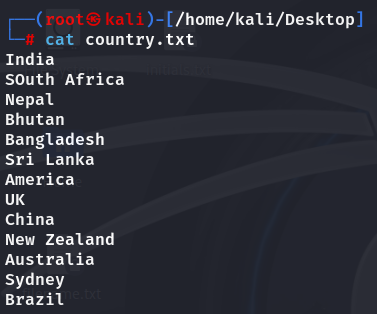 ┌──(root㉿kali)-[/home/kali/Desktop]
└─# cat country.txt
India
SOuth Africa
Nepal
Bhutan
Bangladesh
Sri Lanka
America
UK
China
New Zealand
Australia
Sydney
Brazil